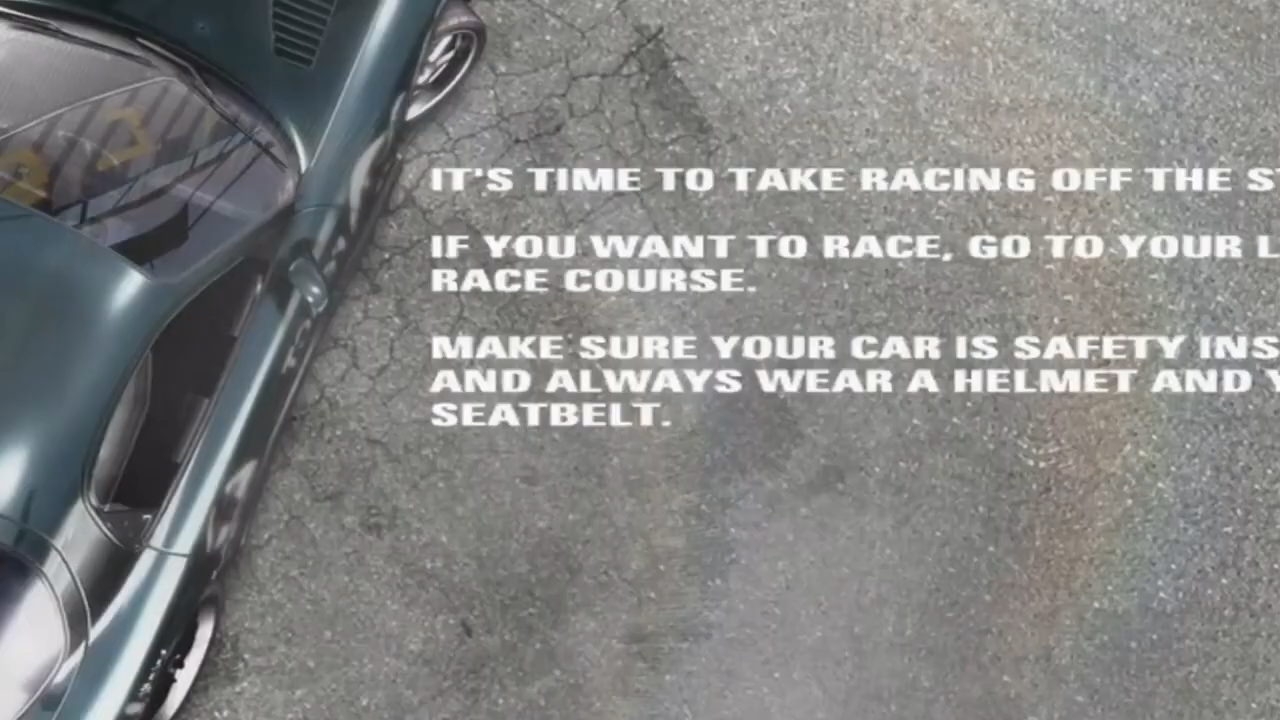 IT'S TIME TO TAKE RACING OFF THE
IF YOU WANT TO RACE, GO TO YOUR
RACE COURSE.
MAKE SURE YOUR CAR IS SAFETY
AND ALWAYS WEAR A HELMET AND
SEATBELT.